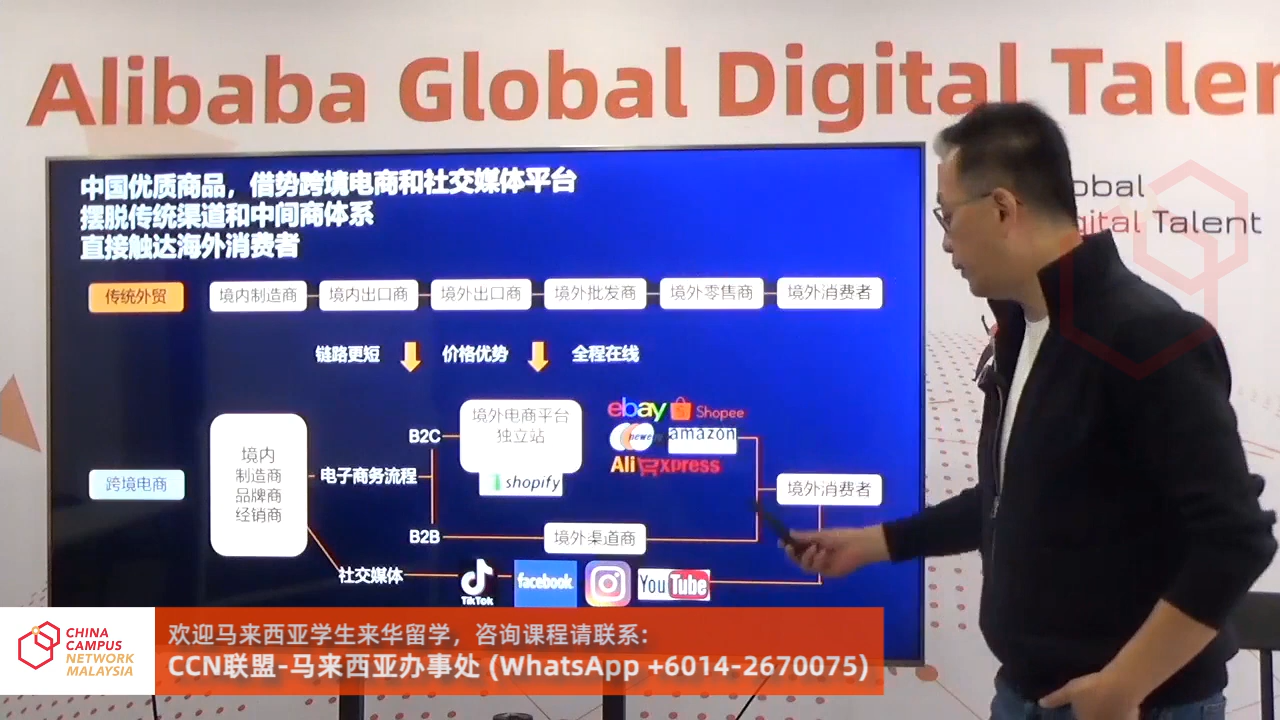 Alibaba Global Digital Talen
obal
gital Talent
中国优质商品，借势跨境电商和社交媒体平台
摆脱传统渠道和中间商体系
直接触达海外消费者
传统外贸
境内制造商
境内出口商
境外出口商
境外批发商
境外零售商
境外消费者
链路更短
价格优势
全程在线
跨境电商
境内
制造商
品牌商
经销商
电子商务流程
B2C
境外电商平台
独立站
shopify
ebay
Shopee
newegg
amazon
AliExpress
境外消费者
B2B
境外渠道商
社交媒体
TikTok
facebook
YouTube
CHINA
CAMPUS
NETWORK
MALAYSIA
欢迎马来西亚学生来华留学，咨询课程请联系：
CCN联盟-马来西亚办事处 (WhatsApp +6014-2670075)